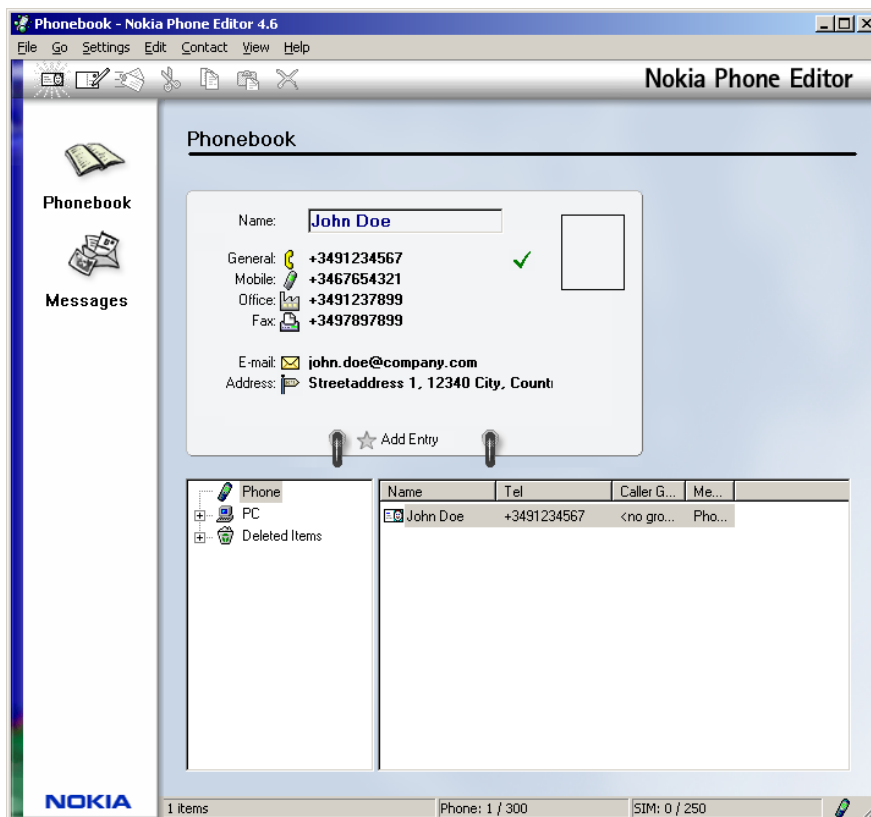 Phonebook - Nokia Phone Editor 4.6
File Go Settings Edit Contact View Help
Nokia Phone Editor
Phonebook
Messages
Phonebook
Name: John Doe
General: +3491234567
Mobile: +3467654321
Office: +3491237899
Fax: +3497897899
E-mail: john.doe@company.com
Address: Streetaddress 1, 12340 City, Count
Add Entry
Phone
PC
Deleted Items
Name Tel Caller G... Me...
John Doe +3491234567 <no gro... Pho...
NOKIA
1 items Phone: 1 / 300 SIM: 0 / 250